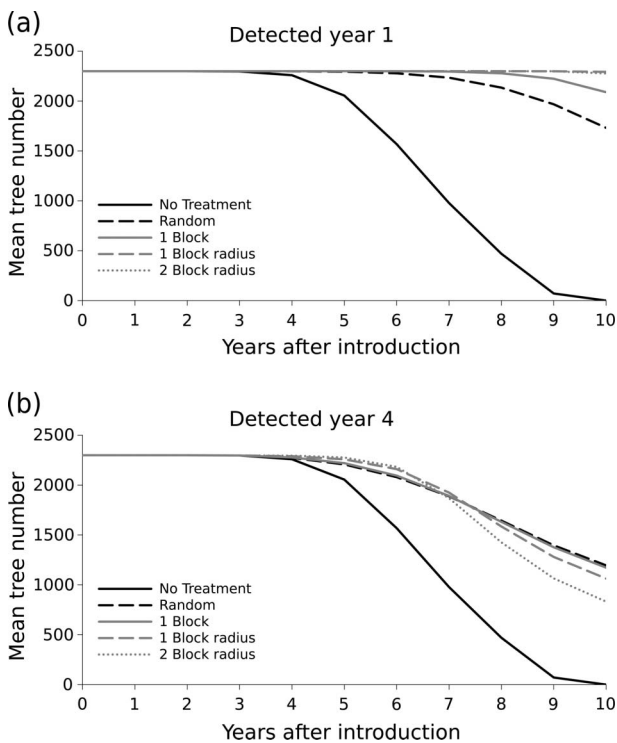 (a)
Detected year 1
Mean tree number
2500
2000
1500
1000
500
0
No Treatment
Random
1 Block
1 Block radius
2 Block radius
0 1 2 3 4 5 6 7 8 9 10
Years after introduction
(b)
Detected year 4
Mean tree number
2500
2000
1500
1000
500
0
No Treatment
Random
1 Block
1 Block radius
2 Block radius
0 1 2 3 4 5 6 7 8 9 10
Years after introduction